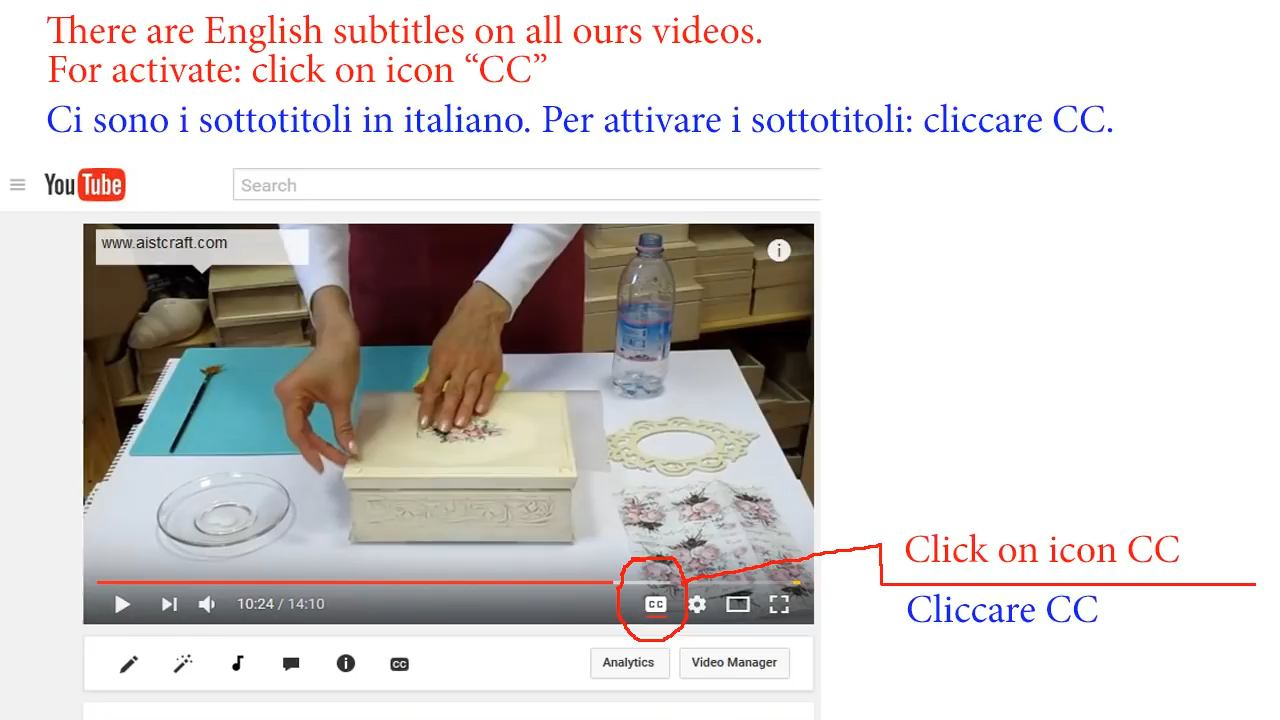 There are English subtitles on all ours videos.
For activate: click on icon “CC”
Ci sono i sottotitoli in italiano. Per attivare i sottotitoli: cliccare CC.
YouTube
Search
www.aistcraft.com
i
Click on icon CC
10:24 / 14:10
CC
Cliccare CC
i
CC
Analytics
Video Manager